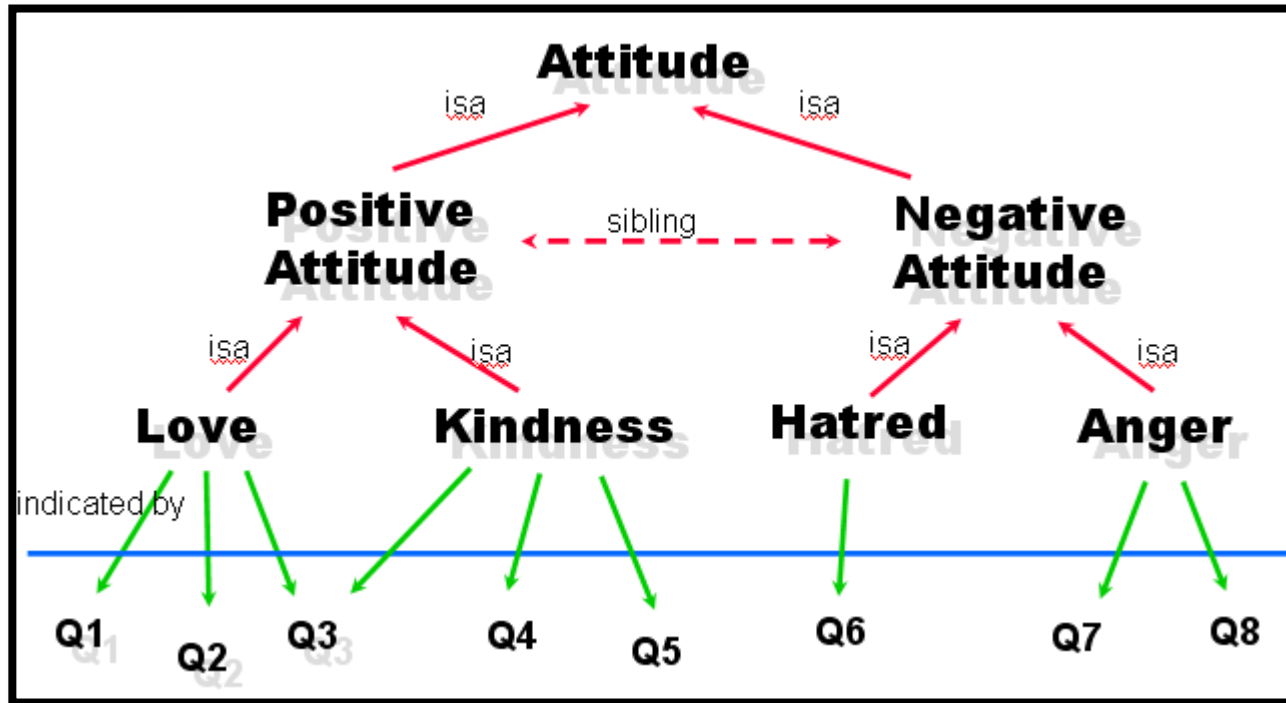 Attitude
isa
isa
Positive
Attitude
sibling
Negative
Attitude
isa
isa
isa
isa
Love
Kindness
Hatred
Anger
indicated by
Q1
Q2
Q3
Q4
Q5
Q6
Q7
Q8